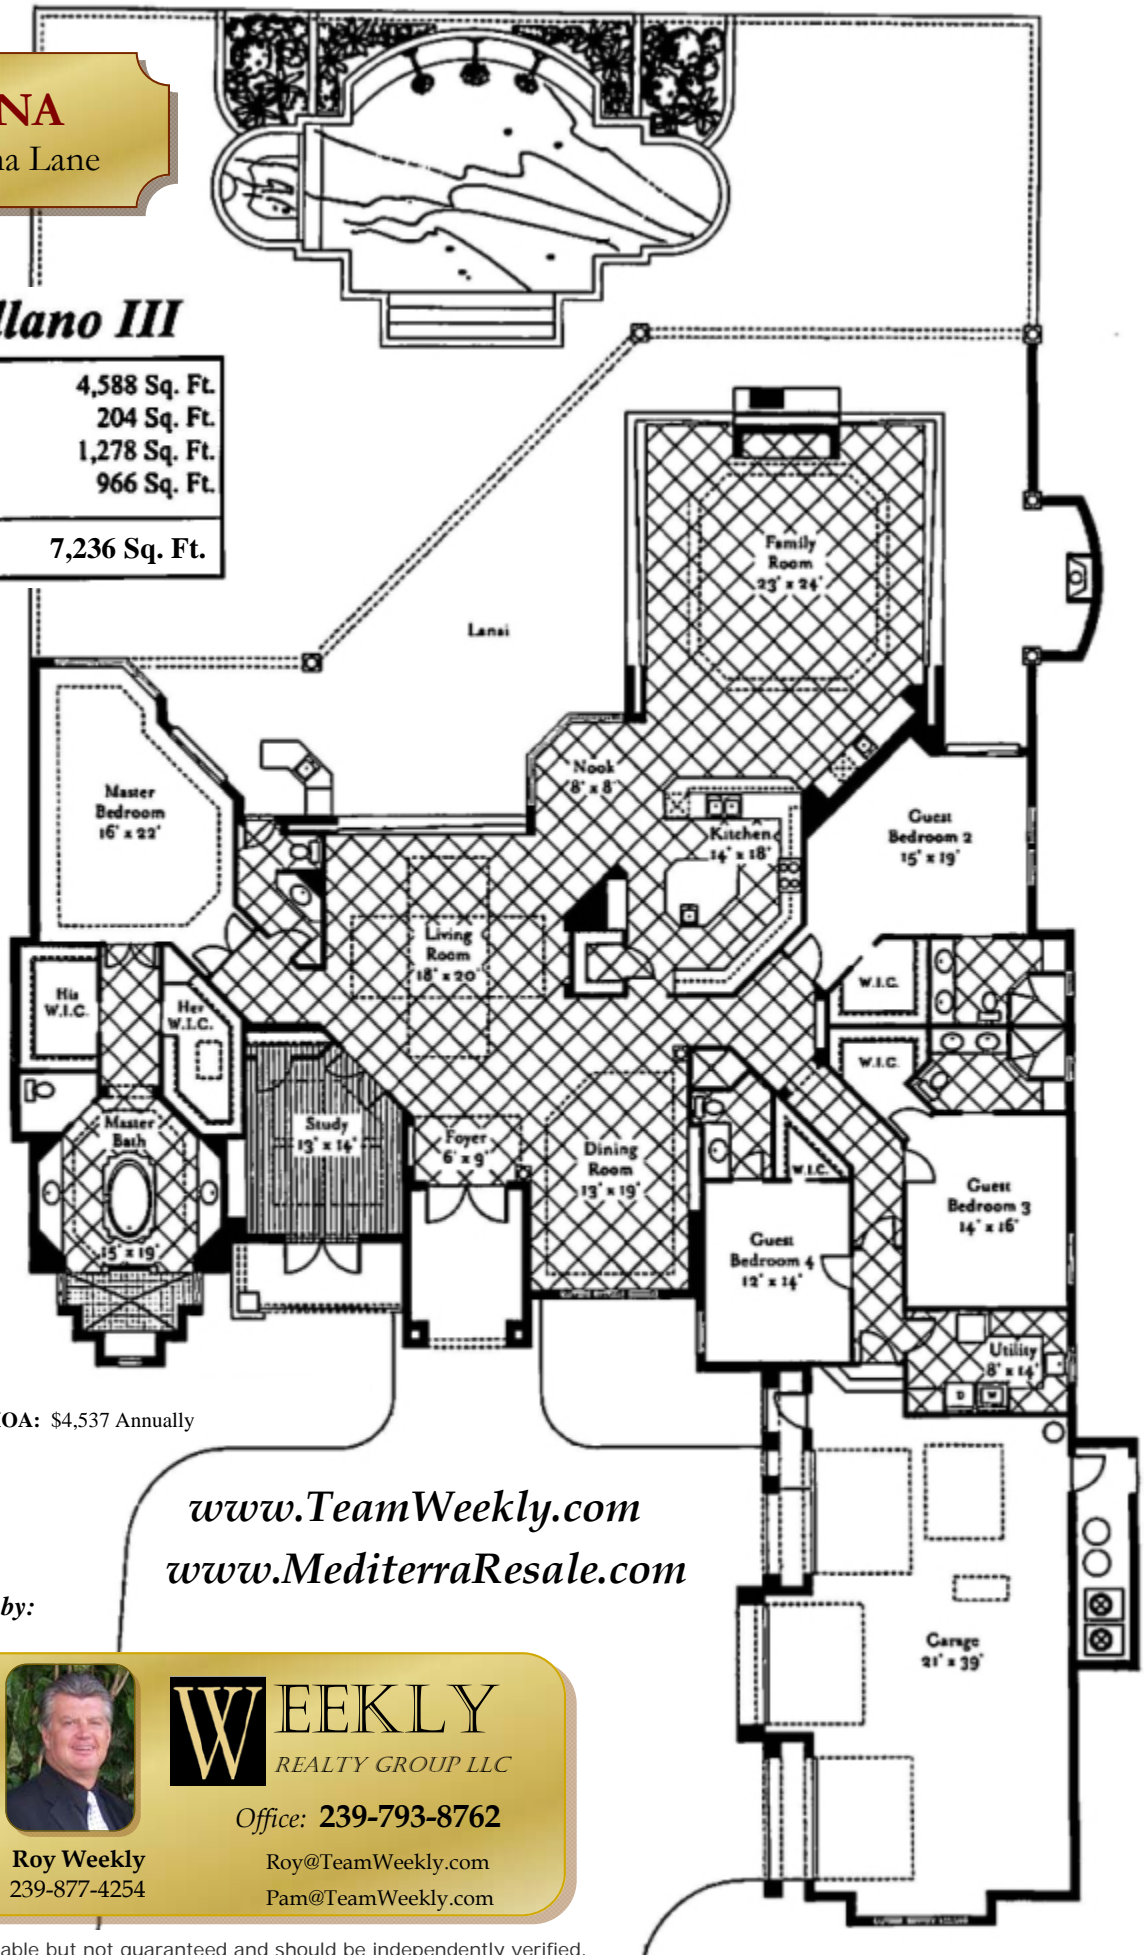 NA
na Lane
llano III
4,588 Sq. Ft.
204 Sq. Ft.
1,278 Sq. Ft.
966 Sq. Ft.
7,236 Sq. Ft.
Family
Room
23' x 24'
Lanai
Nook
8' x 8'
Master
Bedroom
16' x 22'
Kitchen
14' x 18'
Guest
Bedroom 2
15' x 19'
Living
Room
18' x 20'
His
W.I.C.
Her
W.I.C.
W.I.C.
W.I.C.
Master
Bath
15' x 19'
Study
13' x 14'
Foyer
6' x 9'
Dining
Room
13' x 19'
W.I.C.
Guest
Bedroom 3
14' x 16'
Guest
Bedroom 4
12' x 14'
Utility
8' x 14'
D W
OA: $4,537 Annually
www.TeamWeekly.com
www.MediterraResale.com
by:
Garage
21' x 39'
WEEKLY
REALTY GROUP LLC
Office: 239-793-8762
Roy Weekly
239-877-4254
Roy@TeamWeekly.com
Pam@TeamWeekly.com
able but not guaranteed and should be independently verified.